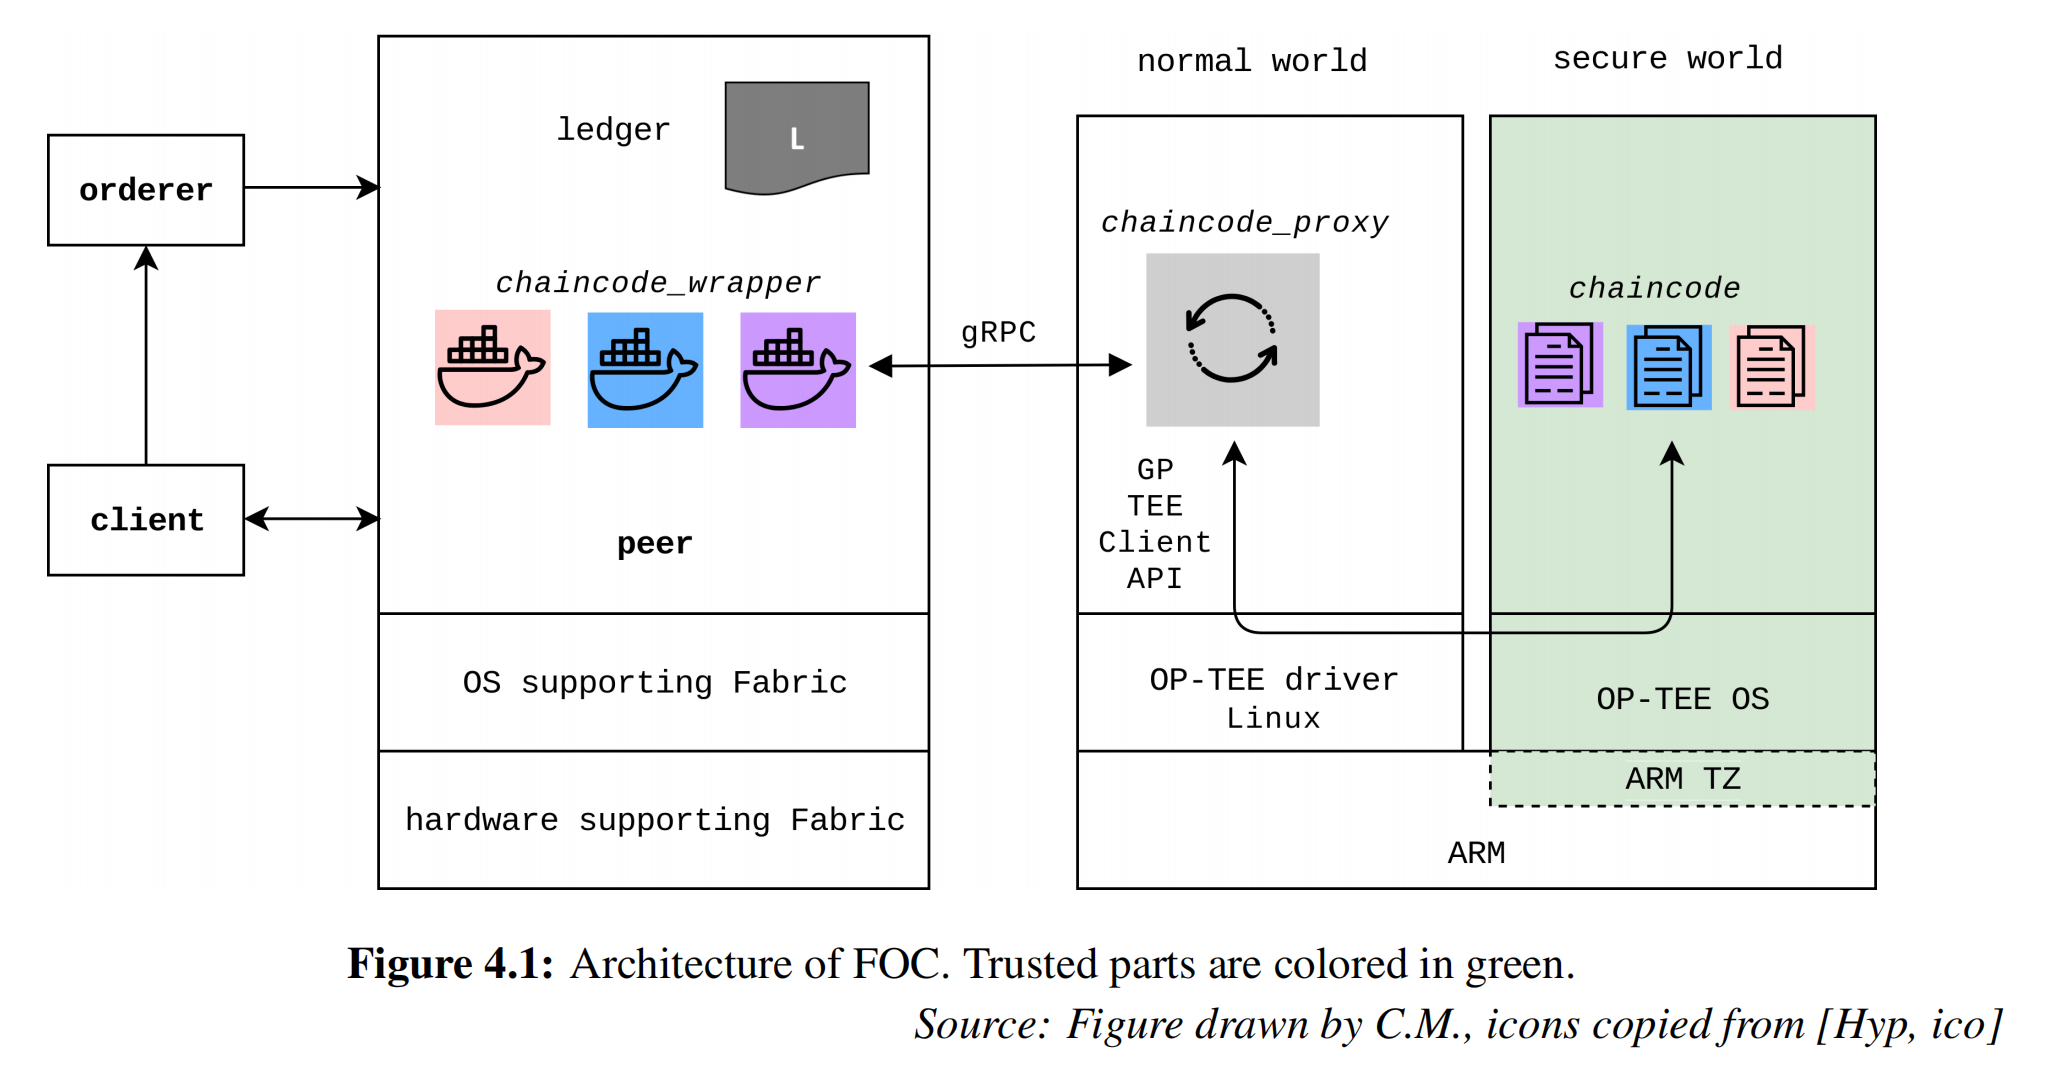 normal world
secure world
ledger
L
orderer
chaincode_proxy
chaincode_wrapper
chaincode
gRPC
GP
TEE
Client
API
client
peer
OS supporting Fabric
OP-TEE driver
Linux
OP-TEE OS
ARM TZ
hardware supporting Fabric
ARM
Figure 4.1: Architecture of FOC. Trusted parts are colored in green.
Source: Figure drawn by C.M., icons copied from [Hyp, ico]